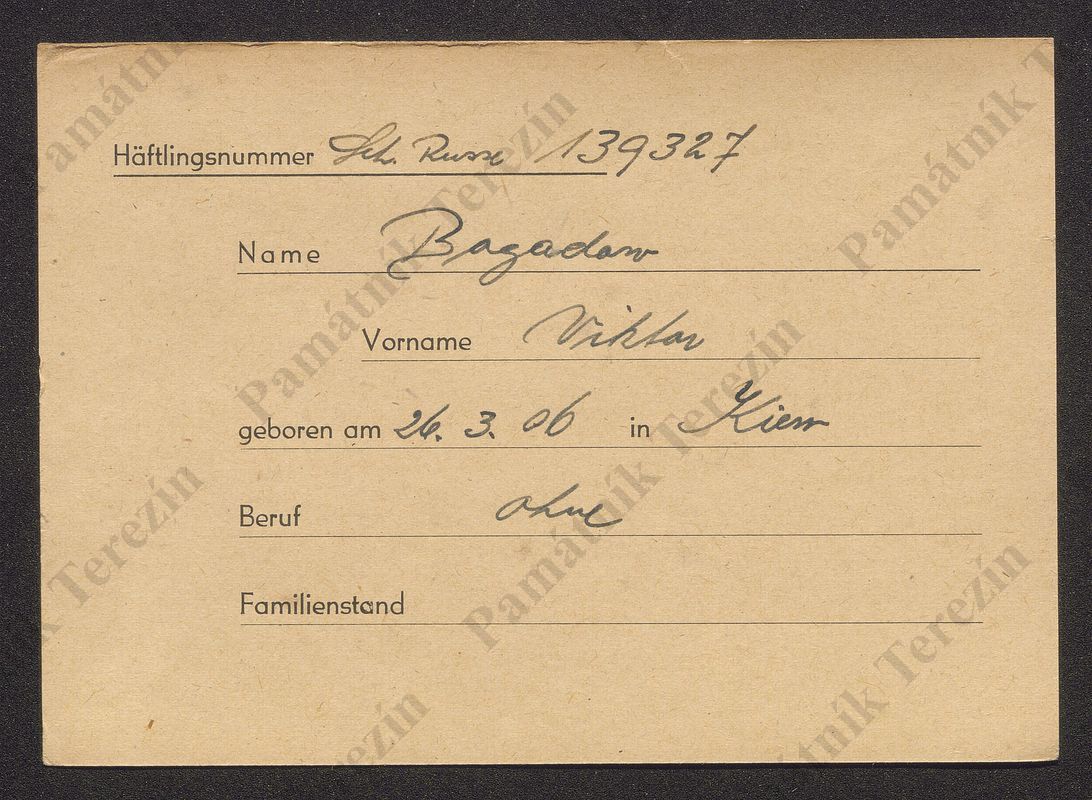 Häftlingsnummer Sch. Russe 139327
Name Bagadow
Vorname Viktor
geboren am 26. 3. 06 in Kiew
Beruf ohne
Familienstand
Památník Terezín